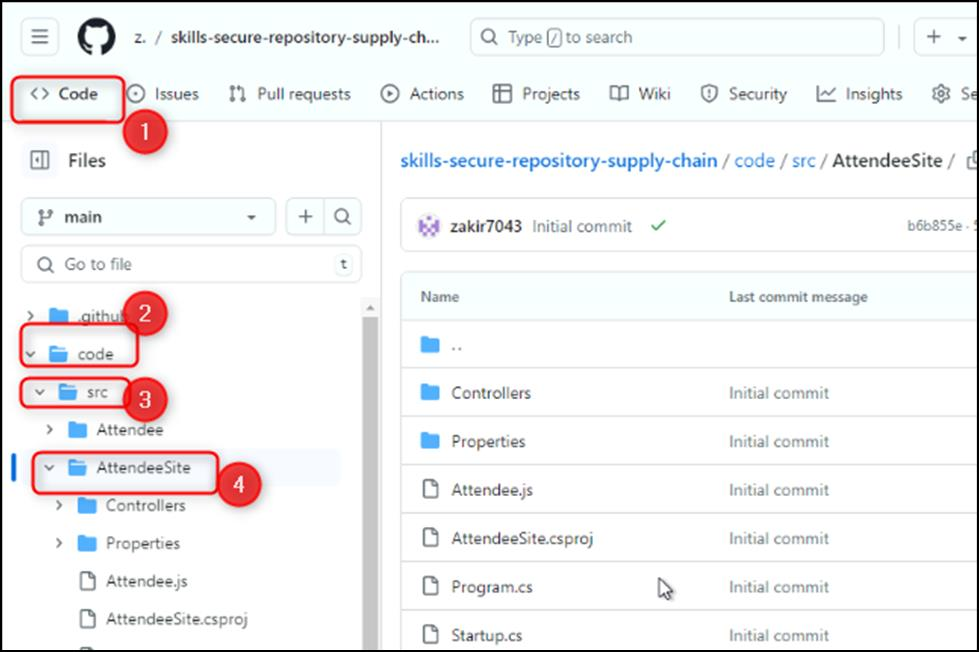 z. / skills-secure-repository-supply-ch...
Type / to search
Code
Issues
Pull requests
Actions
Projects
Wiki
Security
Insights
1
Files
skills-secure-repository-supply-chain / code / src / AttendeeSite /
main
zakir7043 Initial commit
b6b855e ·
Go to file
t
Name
Last commit message
.github
2
..
code
src
3
Controllers
Initial commit
Attendee
Properties
Initial commit
AttendeeSite
4
Attendee.js
Initial commit
Controllers
AttendeeSite.csproj
Initial commit
Properties
Attendee.js
Program.cs
Initial commit
AttendeeSite.csproj
Startup.cs
Initial commit